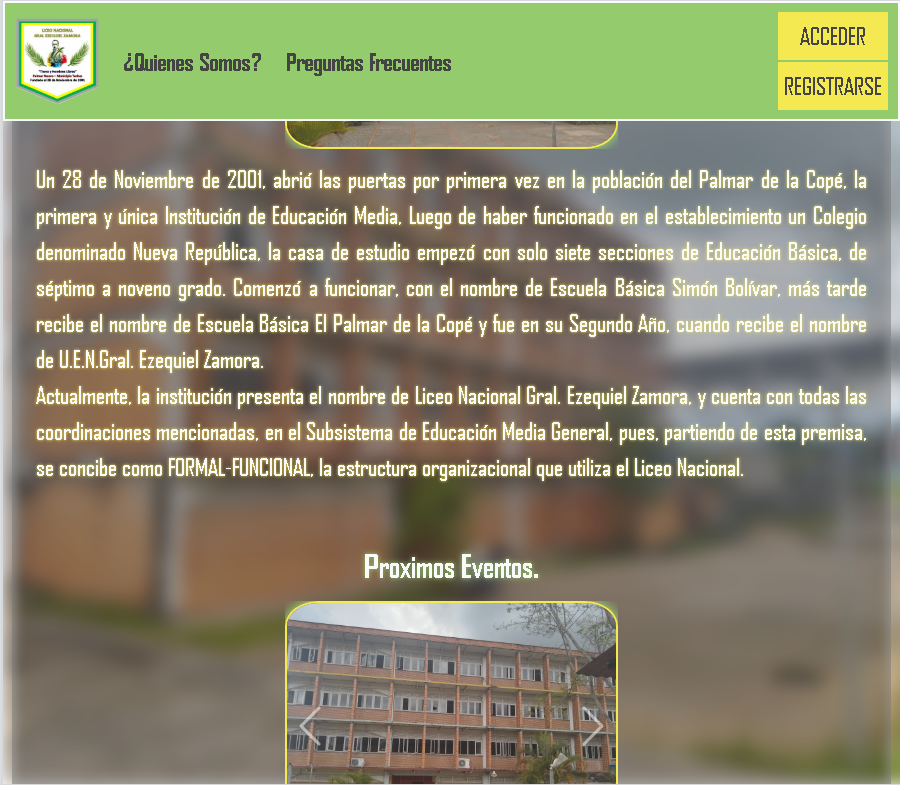 LICEO NACIONAL
GRAL EZEQUIEL ZAMORA
¿Quienes Somos?
Preguntas Frecuentes
ACCEDER
REGISTRARSE
Un 28 de Noviembre de 2001, abrió las puertas por primera vez en la población del Palmar de la Copé, la
primera y única Institución de Educación Media, Luego de haber funcionado en el establecimiento un Colegio
denominado Nueva República, la casa de estudio empezó con solo siete secciones de Educación Básica, de
séptimo a noveno grado. Comenzó a funcionar, con el nombre de Escuela Básica Simón Bolívar, más tarde
recibe el nombre de Escuela Básica El Palmar de la Copé y fue en su Segundo Año, cuando recibe el nombre
de U.E.N.Gral. Ezequiel Zamora.
Actualmente, la institución presenta el nombre de Liceo Nacional Gral. Ezequiel Zamora, y cuenta con todas las
coordinaciones mencionadas, en el Subsistema de Educación Media General, pues, partiendo de esta premisa,
se concibe como FORMAL-FUNCIONAL, la estructura organizacional que utiliza el Liceo Nacional.
Proximos Eventos.